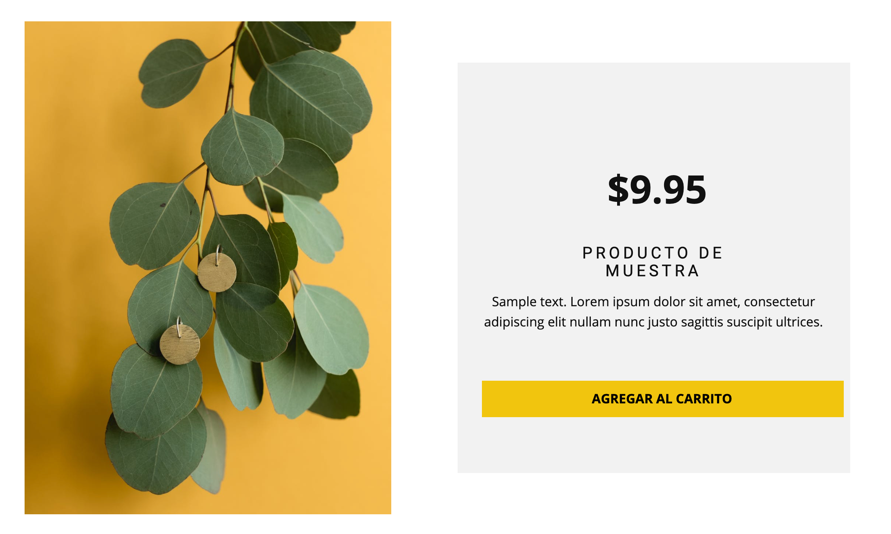 $9.95
PRODUCTO DE
MUESTRA
Sample text. Lorem ipsum dolor sit amet, consectetur
adipiscing elit nullam nunc justo sagittis suscipit ultrices.
AGREGAR AL CARRITO